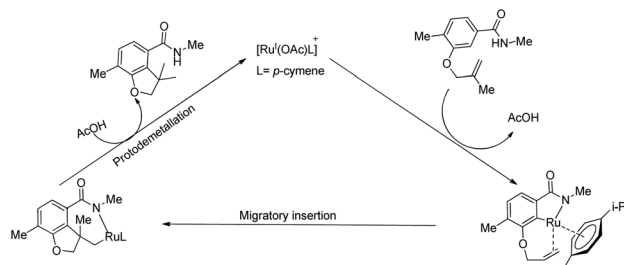 O
N
H
Me
Me
O
[Ru^I(OAc)L]^+
L= p-cymene
O
NH
Me
Me
O
Me
AcOH
Protodemetallation
AcOH
O
Me
N
Me
Me
RuL
O
Migratory insertion
O
N
Me
Me
Ru
O
i-P